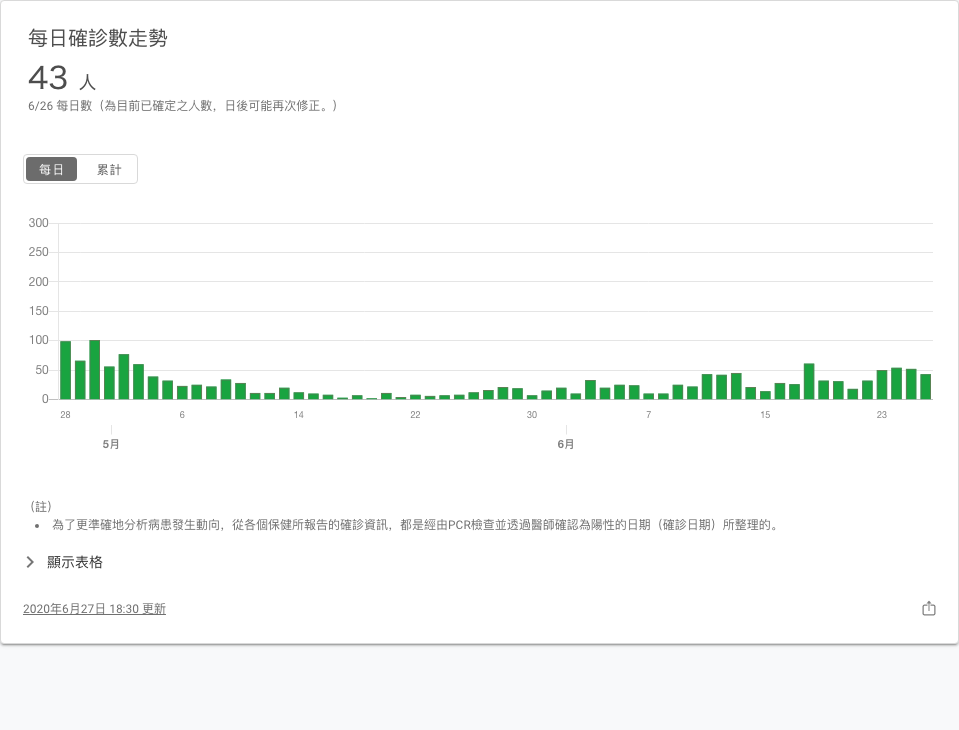 每日確診數走勢
43 人
6/26 每日數（為目前已確定之人數，日後可能再次修正。）
每日 累計
300
250
200
150
100
50
0
28 6 14 22 30 7 15 23
5月 6月
（註）
• 為了更準確地分析病患發生動向，從各個保健所報告的確診資訊，都是經由PCR檢查並透過醫師確認為陽性的日期（確診日期）所整理的。
顯示表格
2020年6月27日 18:30 更新